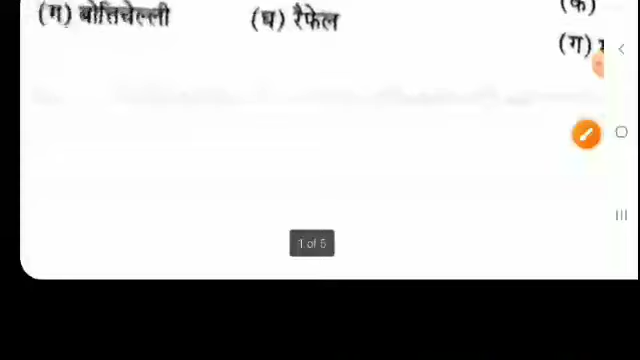 (ग) बोत्तिचेल्ली (घ) रैफेल
(क)
(ग)
1 of 5